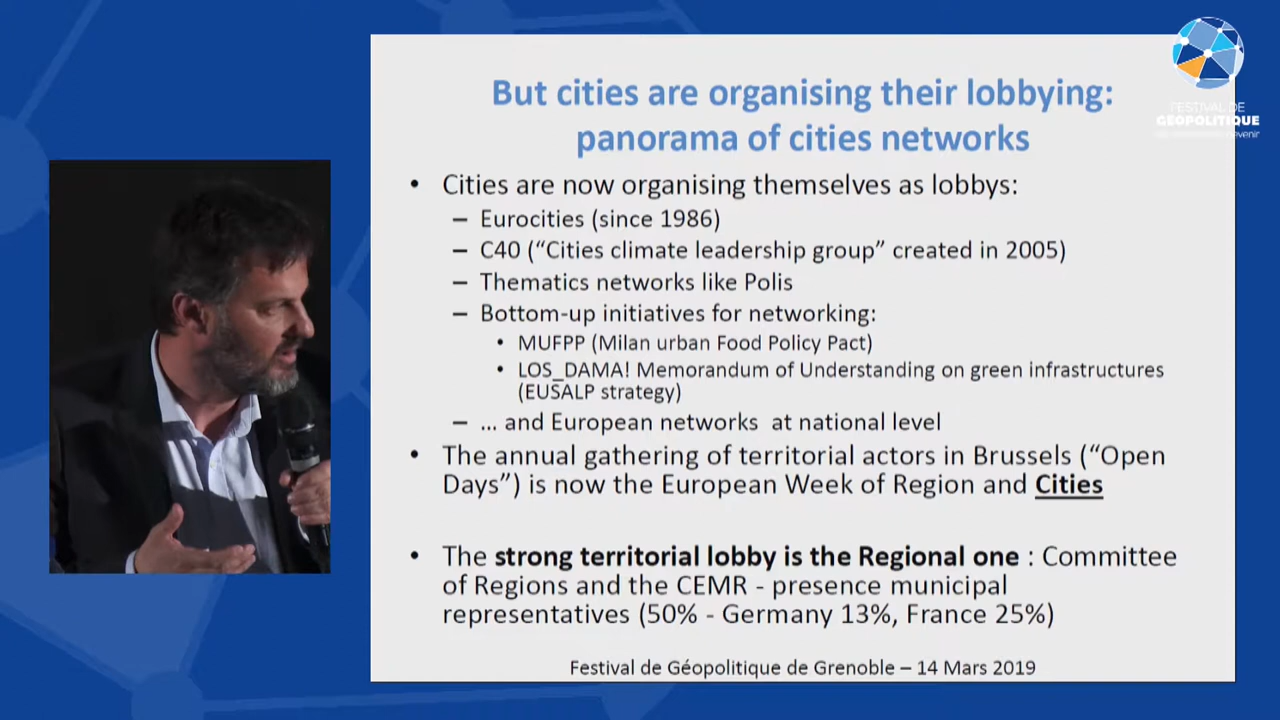 But cities are organising their lobbying:
panorama of cities networks
• Cities are now organising themselves as lobbys:
– Eurocities (since 1986)
– C40 (“Cities climate leadership group” created in 2005)
– Thematics networks like Polis
– Bottom-up initiatives for networking:
• MUFPP (Milan urban Food Policy Pact)
• LOS_DAMA! Memorandum of Understanding on green infrastructures
(EUSALP strategy)
– … and European networks at national level
• The annual gathering of territorial actors in Brussels (“Open
Days”) is now the European Week of Region and Cities
• The strong territorial lobby is the Regional one : Committee
of Regions and the CEMR - presence municipal
representatives (50% - Germany 13%, France 25%)
Festival de Géopolitique de Grenoble – 14 Mars 2019
FESTIVAL DE
GÉOPOLITIQUE